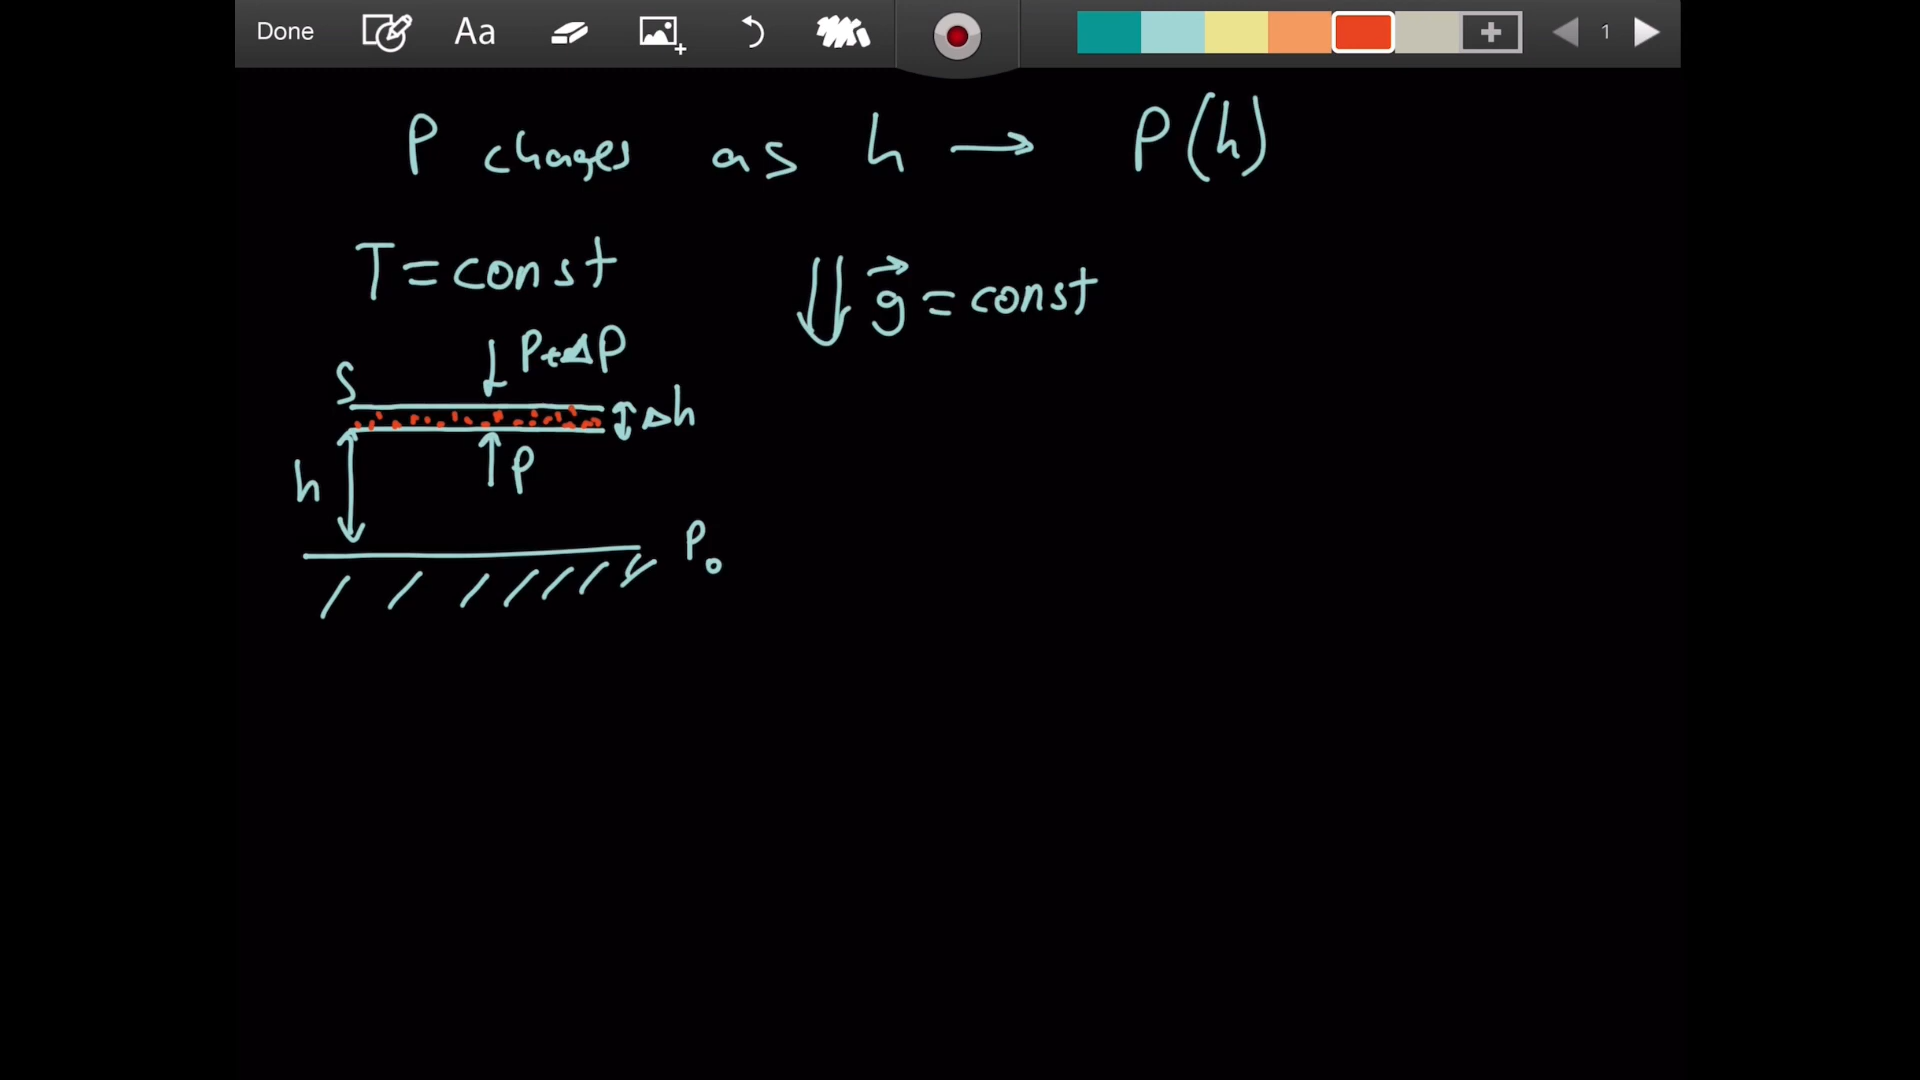 Done Aa 1
P chages as h → P(h)
T = const
g⃗ = const
P+ΔP
S
Δh
P
h
P₀